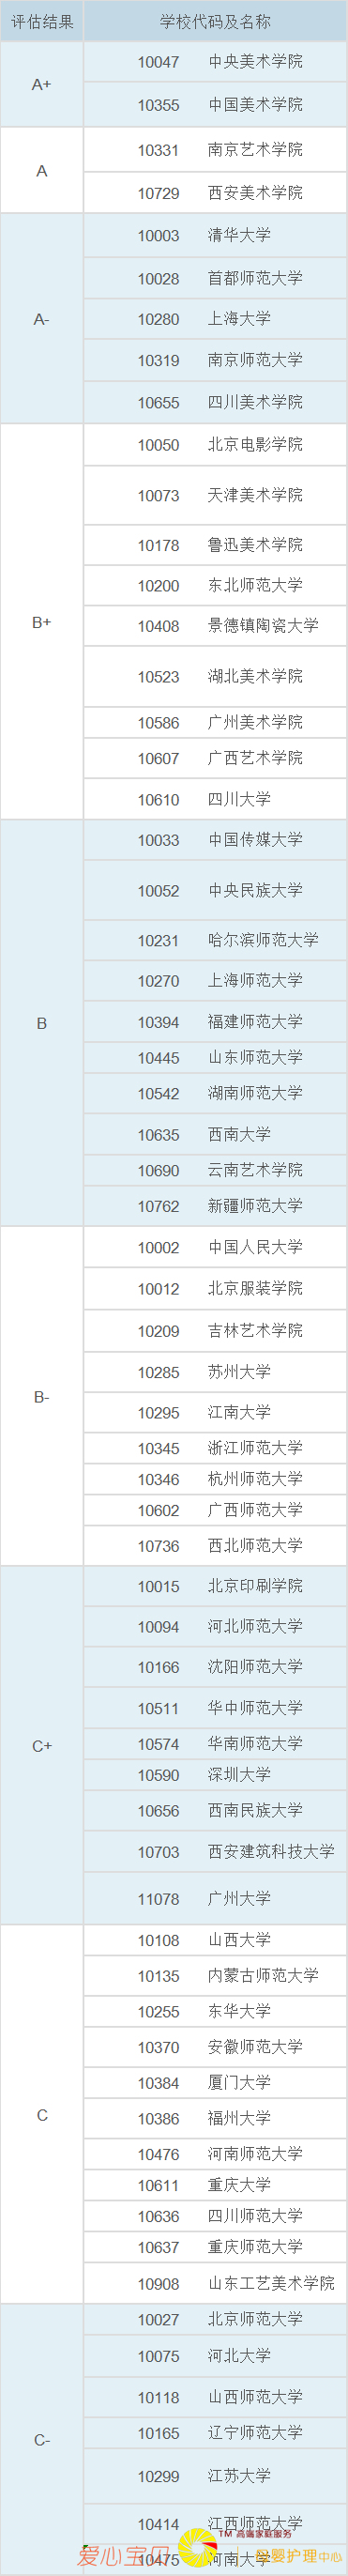 评估结果 学校代码及名称
A+
10047 中央美术学院
10355 中国美术学院
A
10331 南京艺术学院
10729 西安美术学院
A-
10003 清华大学
10028 首都师范大学
10280 上海大学
10319 南京师范大学
10655 四川美术学院
B+
10050 北京电影学院
10073 天津美术学院
10178 鲁迅美术学院
10200 东北师范大学
10408 景德镇陶瓷大学
10523 湖北美术学院
10586 广州美术学院
10607 广西艺术学院
10610 四川大学
B
10033 中国传媒大学
10052 中央民族大学
10231 哈尔滨师范大学
10270 上海师范大学
10394 福建师范大学
10445 山东师范大学
10542 湖南师范大学
10635 西南大学
10690 云南艺术学院
10762 新疆师范大学
B-
10002 中国人民大学
10012 北京服装学院
10209 吉林艺术学院
10285 苏州大学
10295 江南大学
10345 浙江师范大学
10346 杭州师范大学
10602 广西师范大学
10736 西北师范大学
C+
10015 北京印刷学院
10094 河北师范大学
10166 沈阳师范大学
10511 华中师范大学
10574 华南师范大学
10590 深圳大学
10656 西南民族大学
10703 西安建筑科技大学
11078 广州大学
C
10108 山西大学
10135 内蒙古师范大学
10255 东华大学
10370 安徽师范大学
10384 厦门大学
10386 福州大学
10476 河南师范大学
10611 重庆大学
10636 四川师范大学
10637 重庆师范大学
10908 山东工艺美术学院
C-
10027 北京师范大学
10075 河北大学
10118 山西师范大学
10165 辽宁师范大学
10299 江苏大学
10414 江西师范大学
10475 河南大学
爱心宝贝
TM 高端家庭服务
母婴护理中心